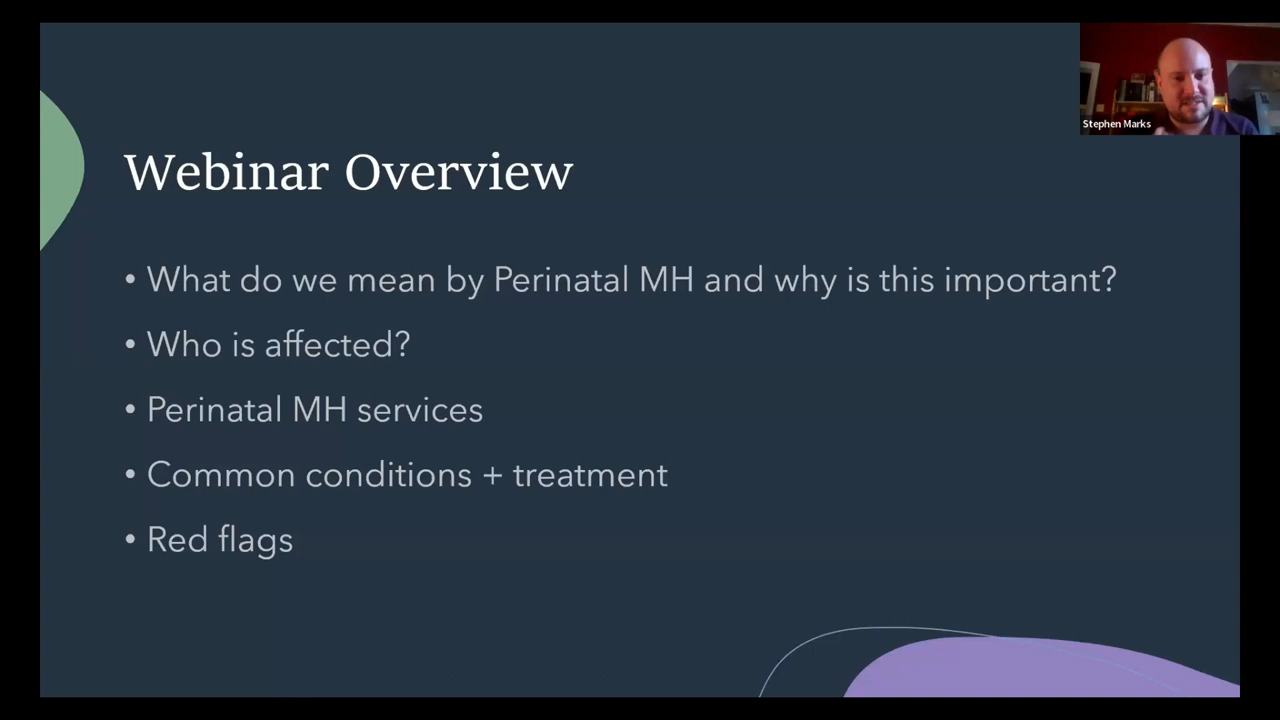 Stephen Marks
Webinar Overview
• What do we mean by Perinatal MH and why is this important?
• Who is affected?
• Perinatal MH services
• Common conditions + treatment
• Red flags